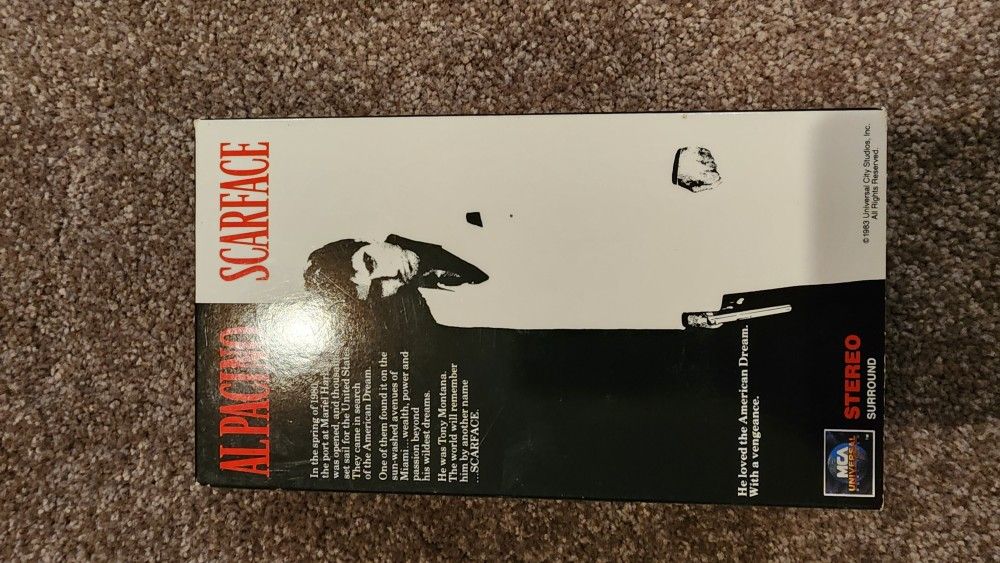 AL PACINO SCARFACE
In the spring of 1980,
the port at Mariel Har
was opened, and thousands
set sail for the United States.
They came in search
of the American Dream.
One of them found it on the
sun-washed avenues of
Miami...wealth, power and
passion beyond
his wildest dreams.
He was Tony Montana.
The world will remember
him by another name
...SCARFACE.
He loved the American Dream.
With a vengeance.
MCA
UNIVERSAL
STEREO
SURROUND
©1983 Universal City Studios, Inc.
All Rights Reserved.